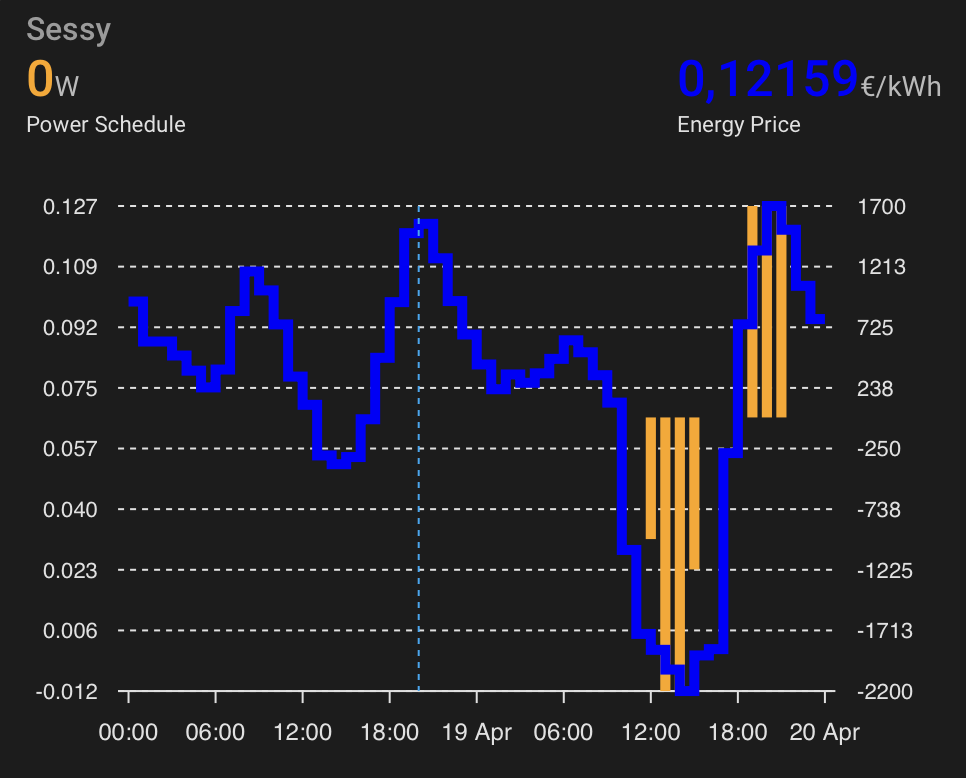 Sessy
0W 0,12159€/kWh
Power Schedule Energy Price
0.127 1700
0.109 1213
0.092 725
0.075 238
0.057 -250
0.040 -738
0.023 -1225
0.006 -1713
-0.012 -2200
00:00 06:00 12:00 18:00 19 Apr 06:00 12:00 18:00 20 Apr